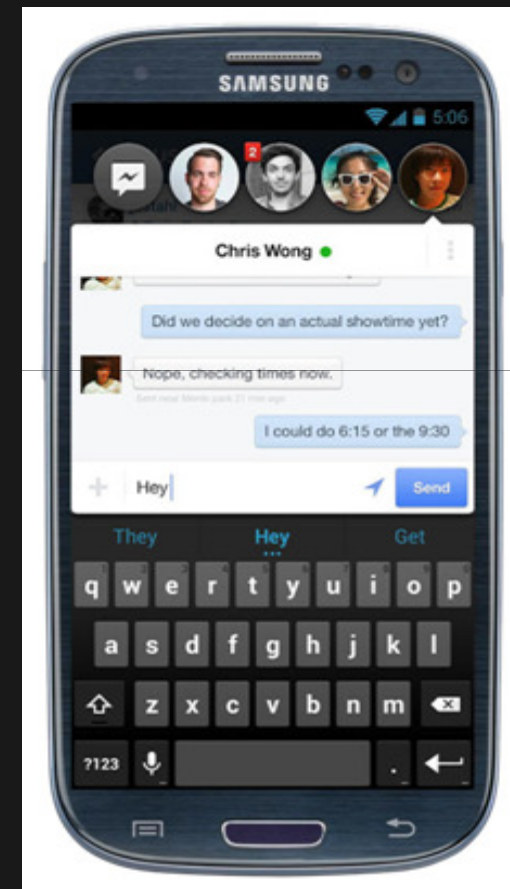 SAMSUNG
5:06
2
Chris Wong
Did we decide on an actual showtime yet?
Nope, checking times now.
I could do 6:15 or the 9:30
Hey
Send
They Hey Get
q w e r t y u i o p
a s d f g h j k l
z x c v b n m
?123 .